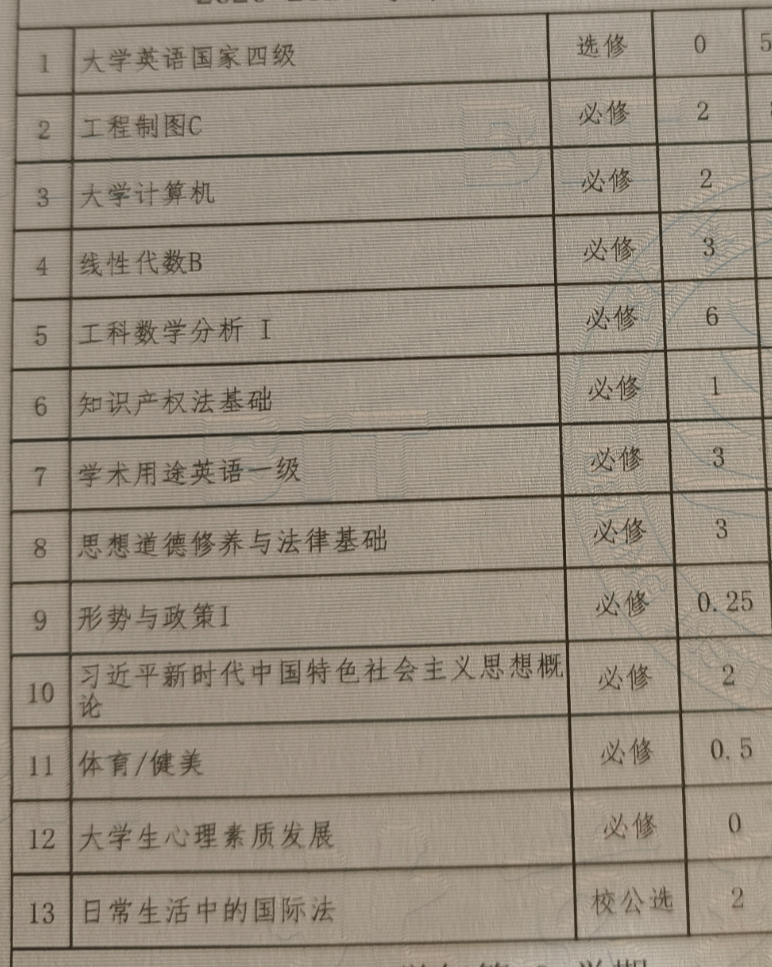 1 大学英语国家四级 选修 0 5
2 工程制图C 必修 2
3 大学计算机 必修 2
4 线性代数B 必修 3
5 工科数学分析 I 必修 6
6 知识产权法基础 必修 1
7 学术用途英语一级 必修 3
8 思想道德修养与法律基础 必修 3
9 形势与政策I 必修 0.25
10 习近平新时代中国特色社会主义思想概 必修 2
论
11 体育/健美 必修 0.5
12 大学生心理素质发展 必修 0
13 日常生活中的国际法 校公选 2